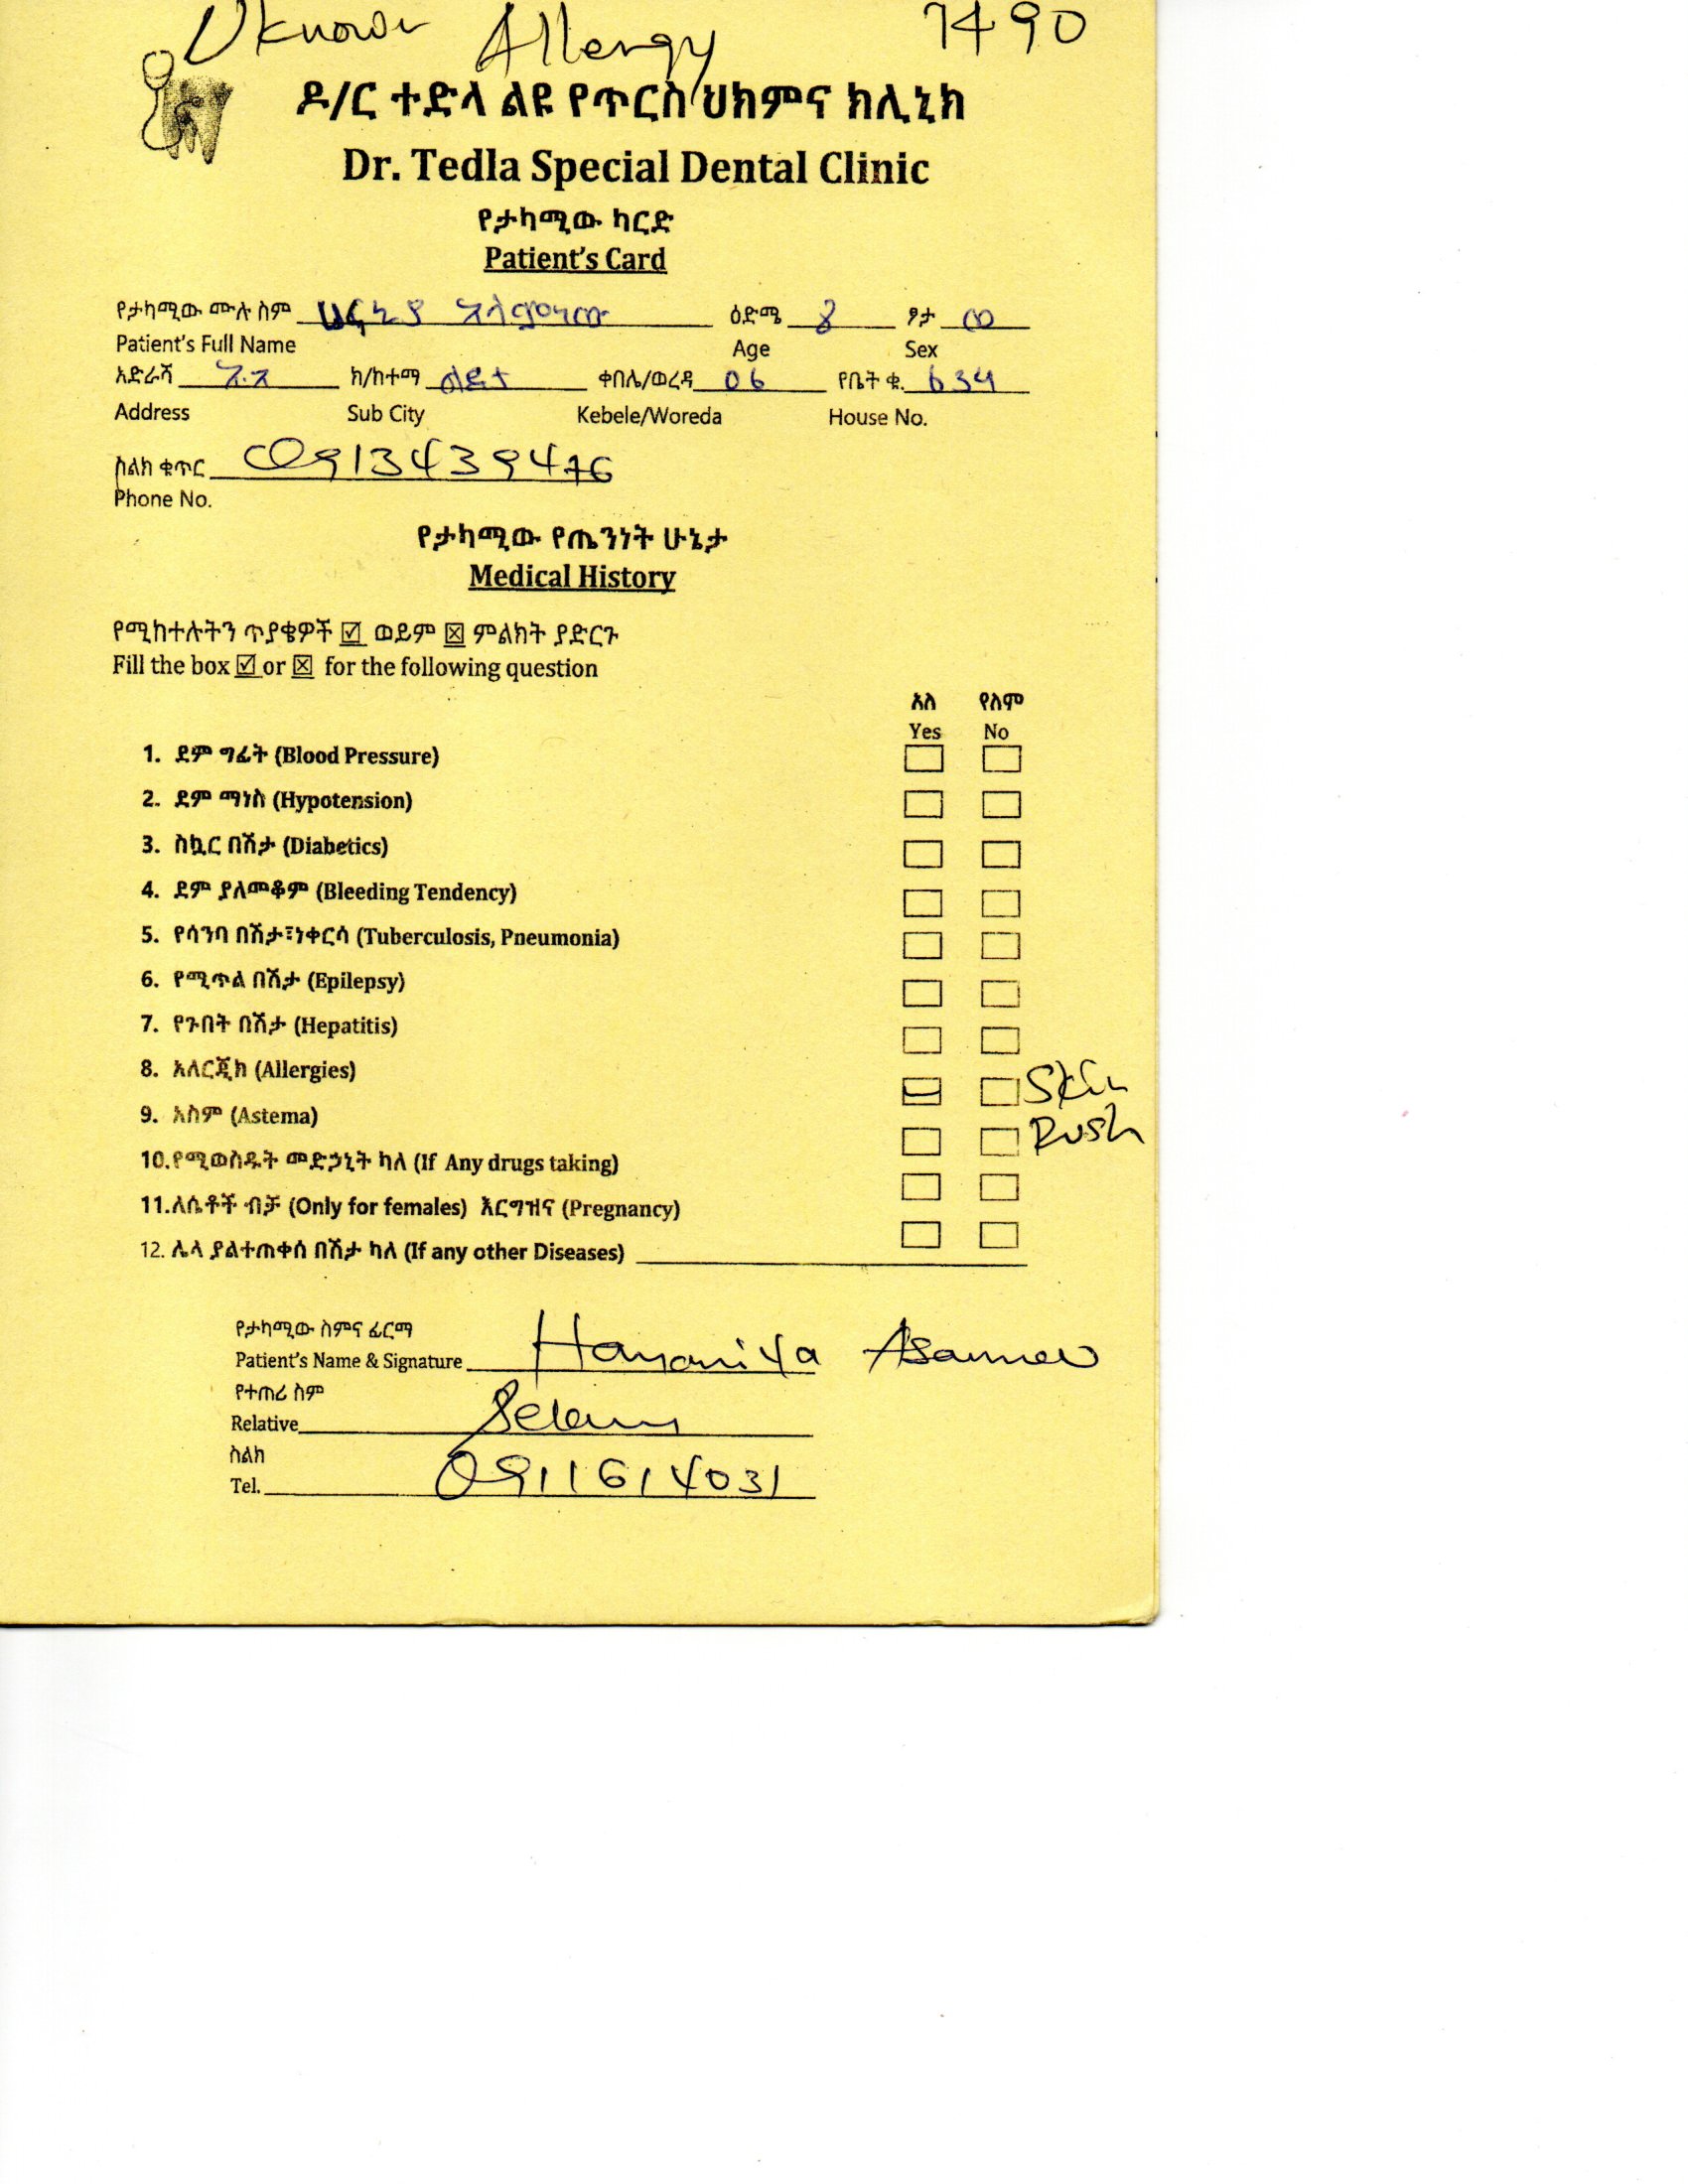 Uknown Allergy 7490
ዶ/ር ተድላ ልዩ የጥርስ ህክምና ክሊኒክ
Dr. Tedla Special Dental Clinic
የታካሚው ካርድ
Patient's Card
የታካሚው ሙሉ ስም ዕድሜ 8 ፆታ ወ
Patient's Full Name Age Sex
አድራሻ አ.አ ክ/ከተማ ልደታ ቀበሌ/ወረዳ 06 የቤት ቁ. 634
Address Sub City Kebele/Woreda House No.
ስልክ ቁጥር 0913439476
Phone No.
የታካሚው የጤንነት ሁኔታ
Medical History
የሚከተሉትን ጥያቄዎች ☑ ወይም ☒ ምልክት ያድርጉ
Fill the box ☑ or ☒ for the following question
አለ የለም
Yes No
1. ደም ግፊት (Blood Pressure)
2. ደም ማነስ (Hypotension)
3. ስኳር በሽታ (Diabetics)
4. ደም ያለመቆም (Bleeding Tendency)
5. የሳንባ በሽታ፣ነቀርሳ (Tuberculosis, Pneumonia)
6. የሚጥል በሽታ (Epilepsy)
7. የጉበት በሽታ (Hepatitis)
8. አለርጂክ (Allergies) Skin
9. አስም (Astema) Rush
10.የሚወስዱት መድኃኒት ካለ (If Any drugs taking)
11.ለሴቶች ብቻ (Only for females) እርግዝና (Pregnancy)
12. ሌላ ያልተጠቀሰ በሽታ ካለ (If any other Diseases)
የታካሚው ስምና ፊርማ
Patient's Name & Signature Hananiya
የተጠሪ ስም
Relative Selam
ስልክ
Tel. 0911614031